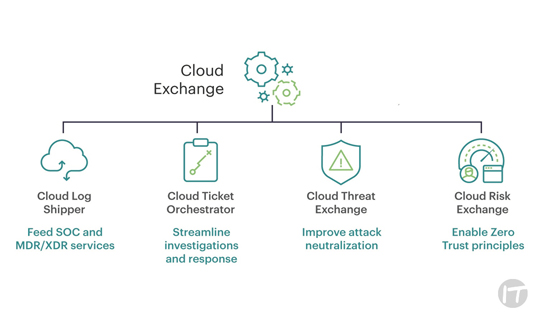 Cloud
Exchange
Cloud Log
Shipper
Feed SOC and
MDR/XDR services
Cloud Ticket
Orchestrator
Streamline
investigations
and response
Cloud Threat
Exchange
Improve attack
neutralization
Cloud Risk
Exchange
Enable Zero
Trust principles
IT